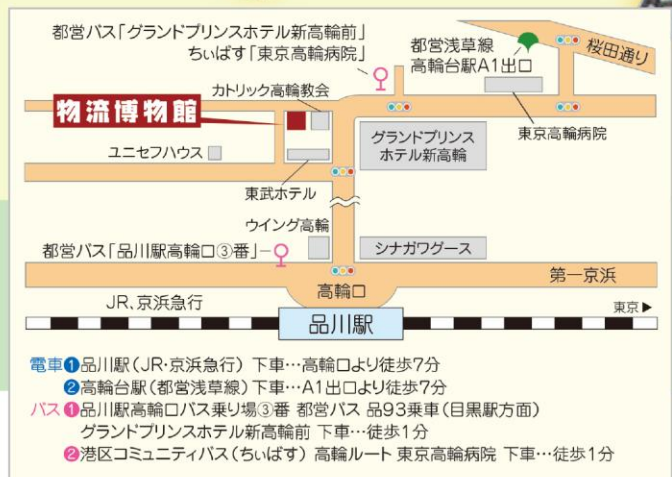 都営バス「グランドプリンスホテル新高輪前」
ちぃばす「東京高輪病院」
都営浅草線
高輪台駅A1出口
桜田通り
カトリック高輪教会
物流博物館
グランドプリンス
ホテル新高輪
東京高輪病院
ユニセフハウス
東武ホテル
ウイング高輪
都営バス「品川駅高輪口③番」
シナガワグース
第一京浜
高輪口
JR、京浜急行
東京▶
品川駅
電車❶品川駅(JR・京浜急行) 下車…高輪口より徒歩7分
❷高輪台駅(都営浅草線)下車…A1出口より徒歩7分
バス❶品川駅高輪口バス乗り場③番 都営バス 品93乗車(目黒駅方面)
グランドプリンスホテル新高輪前 下車…徒歩1分
❷港区コミュニティバス(ちぃばす) 高輪ルート 東京高輪病院 下車…徒歩1分